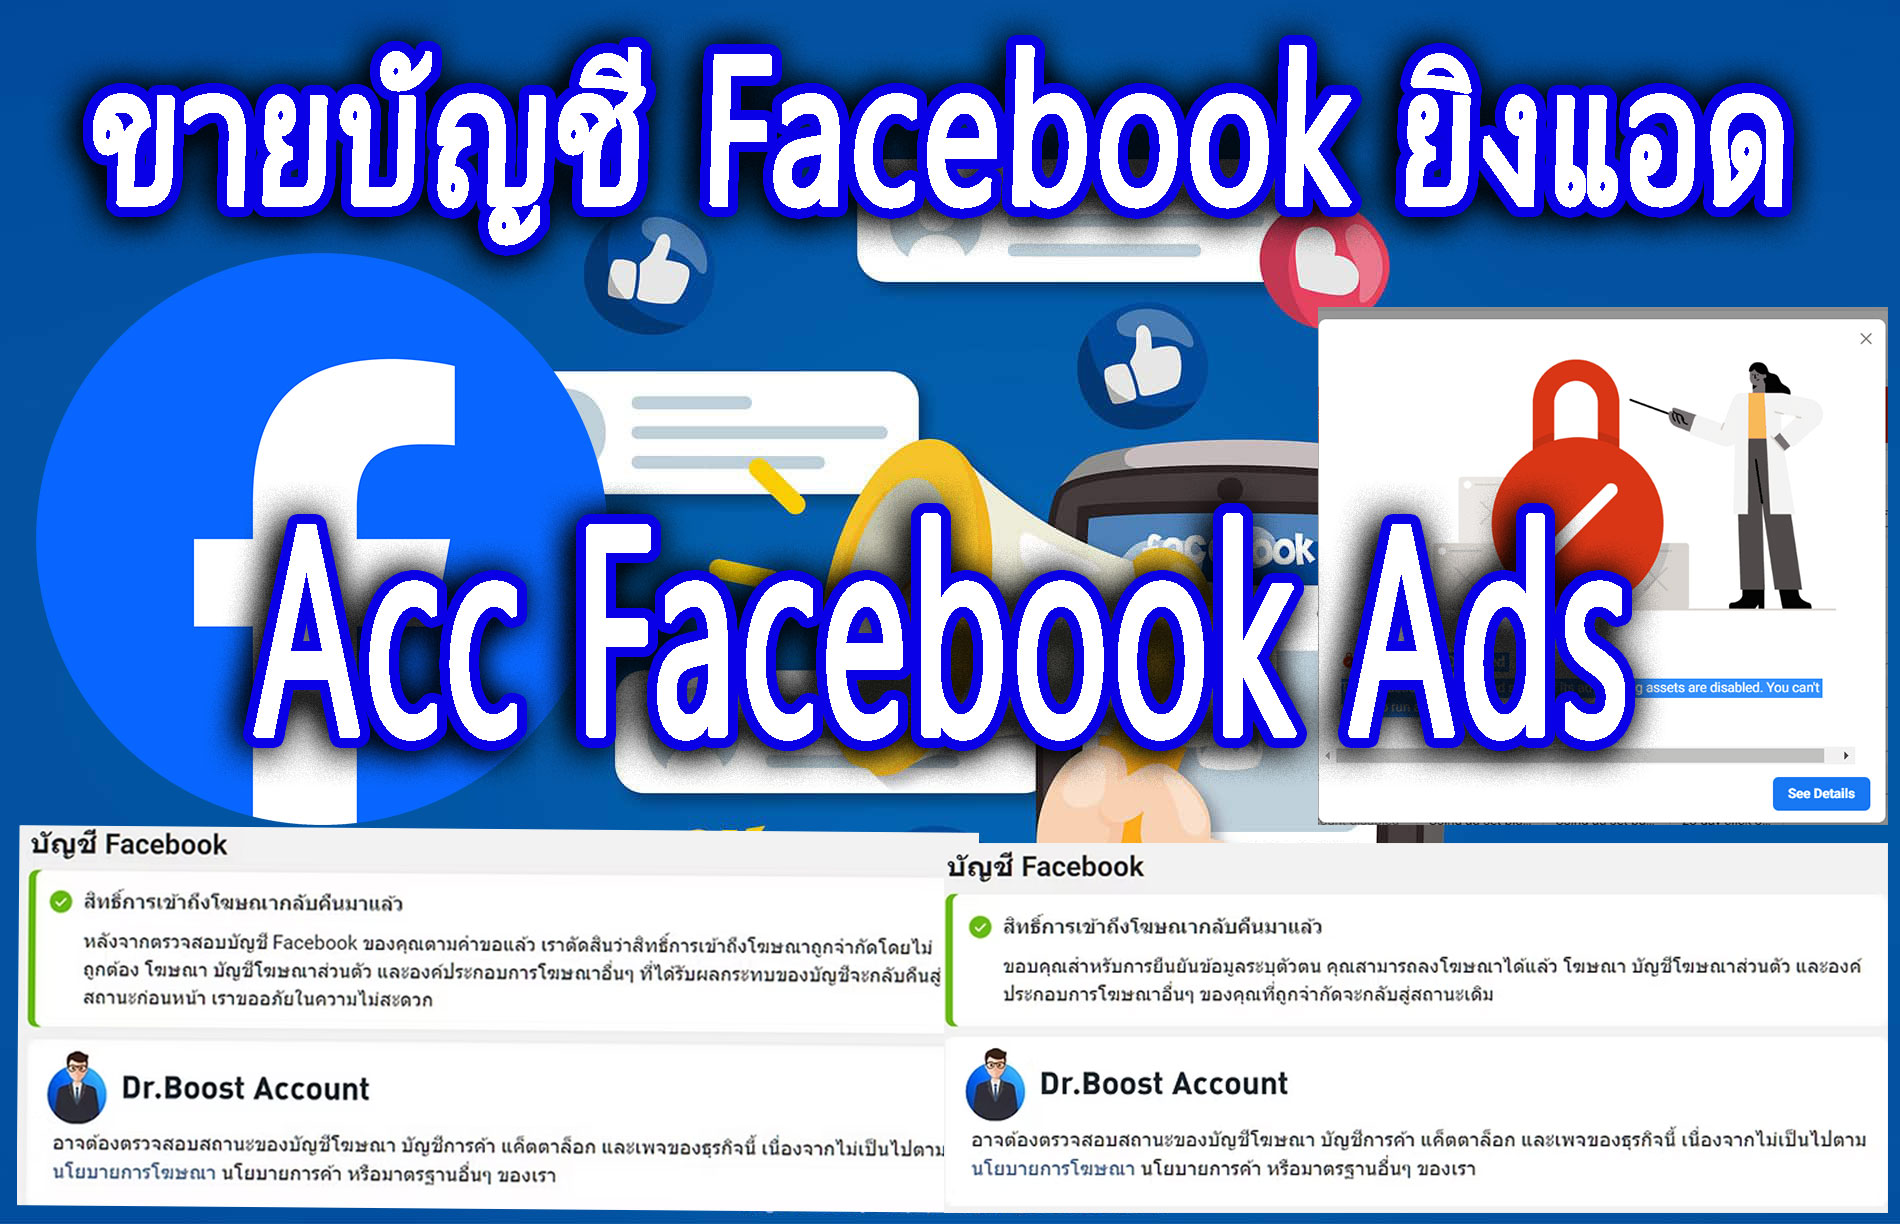 ขายบัญชี Facebook ยิงแอด
facebook
Acc Facebook Ads
assets are disabled. You can't
See Details
บัญชี Facebook
สิทธิ์การเข้าถึงโฆษณากลับคืนมาแล้ว
หลังจากตรวจสอบบัญชี Facebook ของคุณตามคำขอแล้ว เราตัดสินว่าสิทธิ์การเข้าถึงโฆษณาถูกจำกัดโดยไม่
ถูกต้อง โฆษณา บัญชีโฆษณาส่วนตัว และองค์ประกอบการโฆษณาอื่นๆ ที่ได้รับผลกระทบของบัญชีจะกลับคืนสู่
สถานะก่อนหน้า เราขออภัยในความไม่สะดวก
Dr.Boost Account
อาจต้องตรวจสอบสถานะของบัญชีโฆษณา บัญชีการค้า แค็ตตาล็อก และเพจของธุรกิจนี้ เนื่องจากไม่เป็นไปตาม
นโยบายการโฆษณา นโยบายการค้า หรือมาตรฐานอื่นๆ ของเรา
บัญชี Facebook
สิทธิ์การเข้าถึงโฆษณากลับคืนมาแล้ว
ขอบคุณสำหรับการยืนยันข้อมูลระบุตัวตน คุณสามารถลงโฆษณาได้แล้ว โฆษณา บัญชีโฆษณาส่วนตัว และองค์
ประกอบการโฆษณาอื่นๆ ของคุณที่ถูกจำกัดจะกลับสู่สถานะเดิม
Dr.Boost Account
อาจต้องตรวจสอบสถานะของบัญชีโฆษณา บัญชีการค้า แค็ตตาล็อก และเพจของธุรกิจนี้ เนื่องจากไม่เป็นไปตาม
นโยบายการโฆษณา นโยบายการค้า หรือมาตรฐานอื่นๆ ของเรา